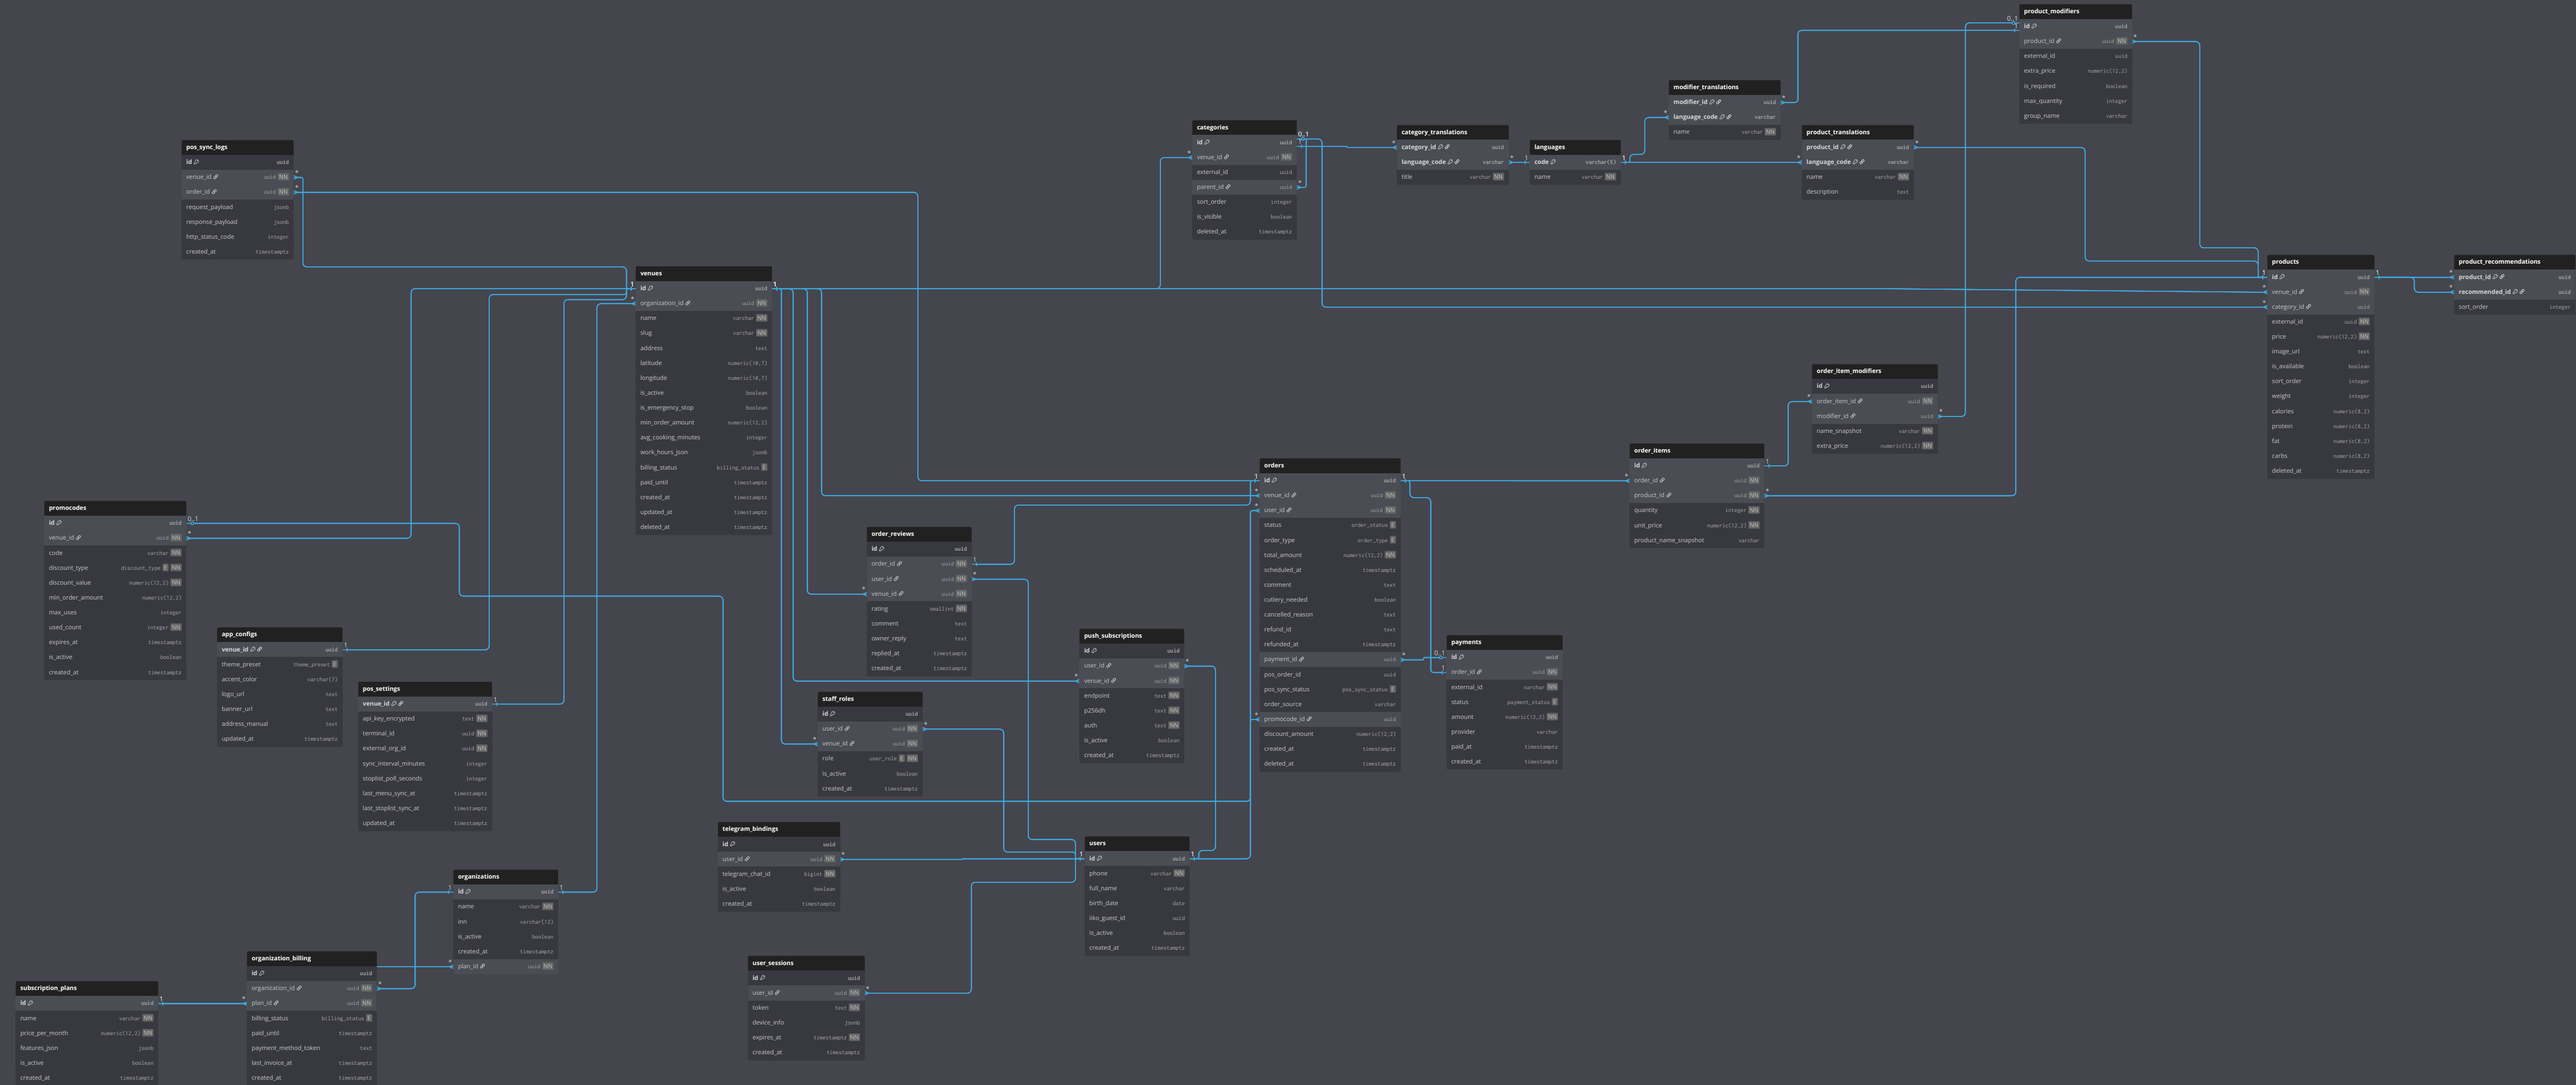 product_modifiers
id uuid
product_id uuid NN
external_id uuid
extra_price numeric(12,2)
is_required boolean
max_quantity integer
group_name varchar
modifier_translations
modifier_id uuid
language_code varchar
name varchar NN
categories
id uuid
venue_id uuid NN
external_id uuid
parent_id uuid
sort_order integer
is_visible boolean
deleted_at timestamptz
category_translations
category_id uuid
language_code varchar
title varchar NN
languages
code varchar(5)
name varchar NN
product_translations
product_id uuid
language_code varchar
name varchar NN
description text
pos_sync_logs
id uuid
venue_id uuid NN
order_id uuid NN
request_payload jsonb
response_payload jsonb
http_status_code integer
created_at timestamptz
venues
id uuid
organization_id uuid NN
name varchar NN
slug varchar NN
address text
latitude numeric(10,7)
longitude numeric(10,7)
is_active boolean
is_emergency_stop boolean
min_order_amount numeric(12,2)
avg_cooking_minutes integer
work_hours_json jsonb
billing_status billing_status E
paid_until timestamptz
created_at timestamptz
updated_at timestamptz
deleted_at timestamptz
products
id uuid
venue_id uuid NN
category_id uuid
external_id uuid NN
price numeric(12,2) NN
image_url text
is_available boolean
sort_order integer
weight integer
calories numeric(8,2)
protein numeric(8,2)
fat numeric(8,2)
carbs numeric(8,2)
deleted_at timestamptz
product_recommendations
product_id uuid
recommended_id uuid
sort_order integer
order_item_modifiers
id uuid
order_item_id uuid NN
modifier_id uuid
name_snapshot varchar NN
extra_price numeric(12,2) NN
order_items
id uuid
order_id uuid NN
product_id uuid NN
quantity integer NN
unit_price numeric(12,2) NN
product_name_snapshot varchar
orders
id uuid
venue_id uuid NN
user_id uuid NN
status order_status E
order_type order_type E
total_amount numeric(12,2) NN
scheduled_at timestamptz
comment text
cutlery_needed boolean
cancelled_reason text
refund_id text
refunded_at timestamptz
payment_id uuid
pos_order_id uuid
pos_sync_status pos_sync_status E
order_source varchar
promocode_id uuid
discount_amount numeric(12,2)
created_at timestamptz
deleted_at timestamptz
promocodes
id uuid
venue_id uuid NN
code varchar NN
discount_type discount_type E NN
discount_value numeric(12,2) NN
min_order_amount numeric(12,2)
max_uses integer
used_count integer NN
expires_at timestamptz
is_active boolean
created_at timestamptz
order_reviews
id uuid
order_id uuid NN
user_id uuid NN
venue_id uuid NN
rating smallint NN
comment text
owner_reply text
replied_at timestamptz
created_at timestamptz
app_configs
venue_id uuid
theme_preset theme_preset E
accent_color varchar(7)
logo_url text
banner_url text
address_manual text
updated_at timestamptz
push_subscriptions
id uuid
user_id uuid NN
venue_id uuid NN
endpoint text NN
p256dh text NN
auth text NN
is_active boolean
created_at timestamptz
payments
id uuid
order_id uuid NN
external_id varchar NN
status payment_status E
amount numeric(12,2) NN
provider varchar
paid_at timestamptz
created_at timestamptz
pos_settings
venue_id uuid
api_key_encrypted text NN
terminal_id uuid NN
external_org_id uuid NN
sync_interval_minutes integer
stoplist_poll_seconds integer
last_menu_sync_at timestamptz
last_stoplist_sync_at timestamptz
updated_at timestamptz
staff_roles
id uuid
user_id uuid NN
venue_id uuid NN
role user_role E NN
is_active boolean
created_at timestamptz
telegram_bindings
id uuid
user_id uuid NN
telegram_chat_id bigint NN
is_active boolean
created_at timestamptz
users
id uuid
phone varchar NN
full_name varchar
birth_date date
iiko_guest_id uuid
is_active boolean
created_at timestamptz
organizations
id uuid
name varchar NN
inn varchar(12)
is_active boolean
created_at timestamptz
plan_id uuid NN
organization_billing
id uuid
organization_id uuid NN
plan_id uuid NN
billing_status billing_status E
paid_until timestamptz
payment_method_token text
last_invoice_at timestamptz
created_at timestamptz
user_sessions
id uuid
user_id uuid NN
token text NN
device_info jsonb
expires_at timestamptz NN
created_at timestamptz
subscription_plans
id uuid
name varchar NN
price_per_month numeric(12,2) NN
features_json jsonb
is_active boolean
created_at timestamptz